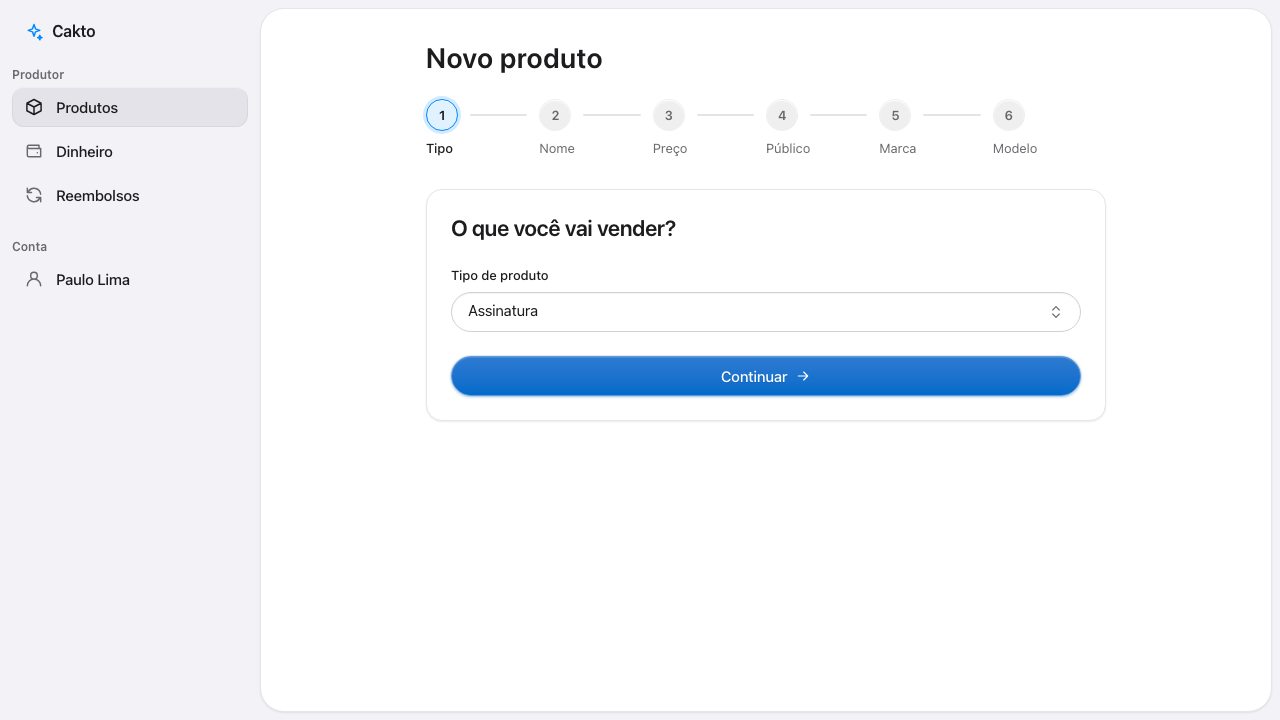 Cakto
Produtor
Produtos
Dinheiro
Reembolsos
Conta
Paulo Lima
Novo produto
1
Tipo
2
Nome
3
Preço
4
Público
5
Marca
6
Modelo
O que você vai vender?
Tipo de produto
Assinatura
Continuar